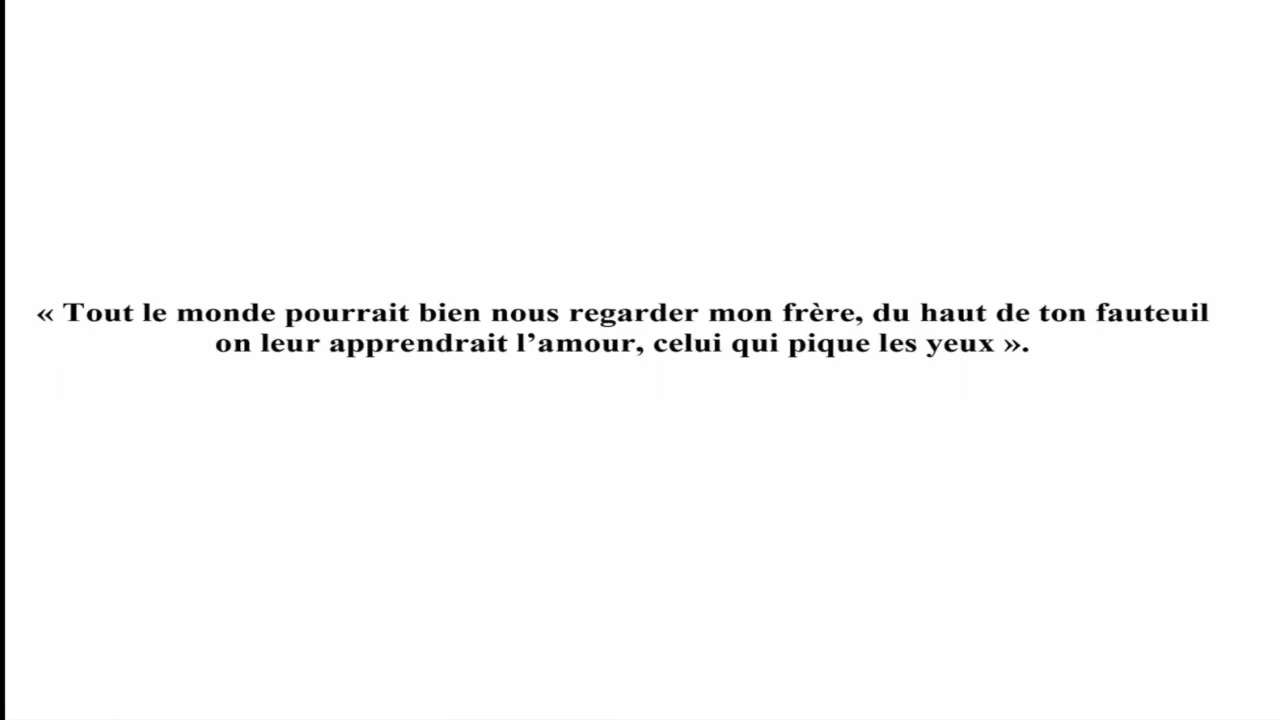 « Tout le monde pourrait bien nous regarder mon frère, du haut de ton fauteuil
on leur apprendrait l’amour, celui qui pique les yeux ».